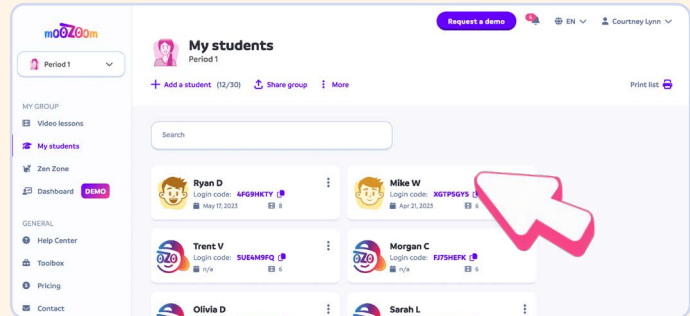 mOOZOOm
Period 1
MY GROUP
Video lessons
My students
Zen Zone
Dashboard DEMO
GENERAL
Help Center
Toolbox
Pricing
Contact
Request a demo
EN
Courtney Lynn
My students
Period 1
Add a student (12/30)
Share group
More
Print list
Search
Ryan D
Login code: 4FG9HKTY
May 17, 2023 8
Mike W
Login code: XGTPSGY5
Apr 21, 2023 6
Trent V
Login code: 5UE4M9FQ
n/a 6
Morgan C
Login code: FJ75HEFK
n/a 6
Olivia D
Sarah L